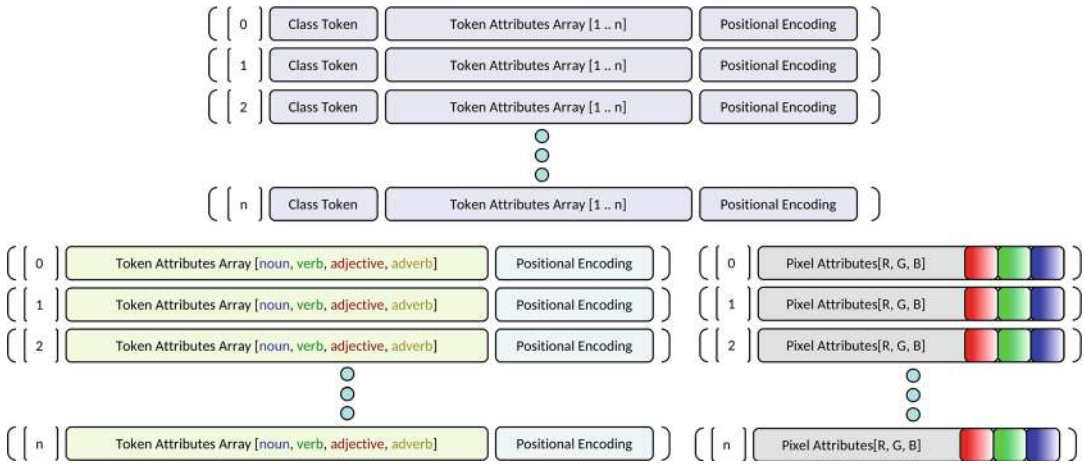 0 Class Token Token Attributes Array [1 .. n] Positional Encoding
1 Class Token Token Attributes Array [1 .. n] Positional Encoding
2 Class Token Token Attributes Array [1 .. n] Positional Encoding
n Class Token Token Attributes Array [1 .. n] Positional Encoding
0 Token Attributes Array [noun, verb, adjective, adverb] Positional Encoding
1 Token Attributes Array [noun, verb, adjective, adverb] Positional Encoding
2 Token Attributes Array [noun, verb, adjective, adverb] Positional Encoding
n Token Attributes Array [noun, verb, adjective, adverb] Positional Encoding
0 Pixel Attributes[R, G, B]
1 Pixel Attributes[R, G, B]
2 Pixel Attributes[R, G, B]
n Pixel Attributes[R, G, B]